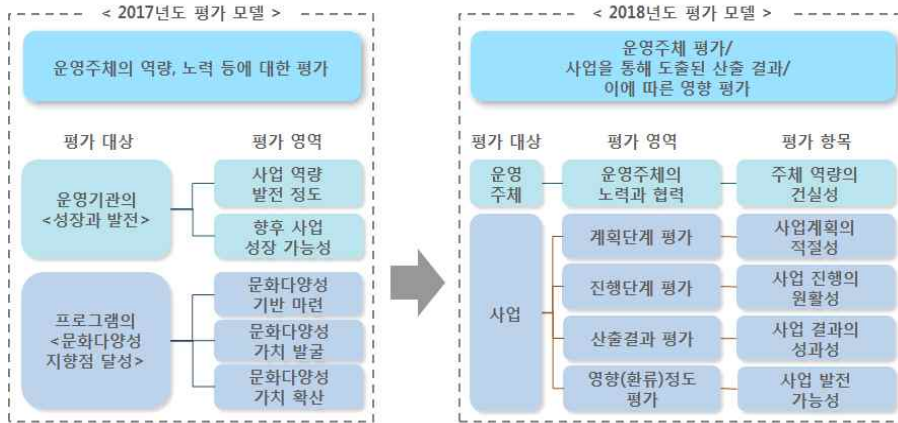 < 2017년도 평가 모델 >
운영주체의 역량, 노력 등에 대한 평가
평가 대상
평가 영역
운영기관의
<성장과 발전>
사업 역량
발전 정도
향후 사업
성장 가능성
프로그램의
<문화다양성
지향점 달성>
문화다양성
기반 마련
문화다양성
가치 발굴
문화다양성
가치 확산
< 2018년도 평가 모델 >
운영주체 평가/
사업을 통해 도출된 산출 결과/
이에 따른 영향 평가
평가 대상
평가 영역
평가 항목
운영
주체
운영주체의
노력과 협력
주체 역량의
건실성
사업
계획단계 평가
사업계획의
적절성
진행단계 평가
사업 진행의
원활성
산출결과 평가
사업 결과의
성과성
영향(환류)정도
평가
사업 발전
가능성